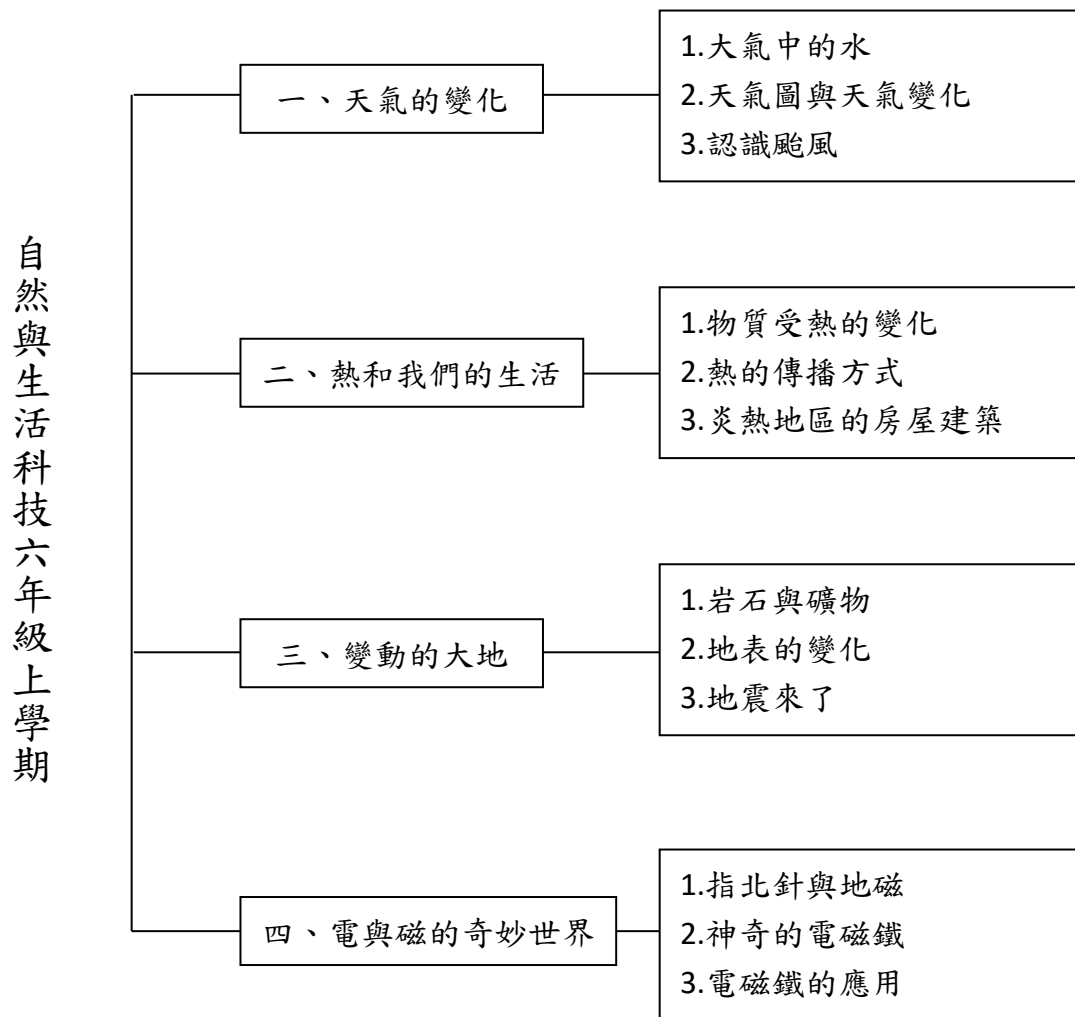 自然與生活科技六年級上學期
一、天氣的變化
1.大氣中的水
2.天氣圖與天氣變化
3.認識颱風
二、熱和我們的生活
1.物質受熱的變化
2.熱的傳播方式
3.炎熱地區的房屋建築
三、變動的大地
1.岩石與礦物
2.地表的變化
3.地震來了
四、電與磁的奇妙世界
1.指北針與地磁
2.神奇的電磁鐵
3.電磁鐵的應用